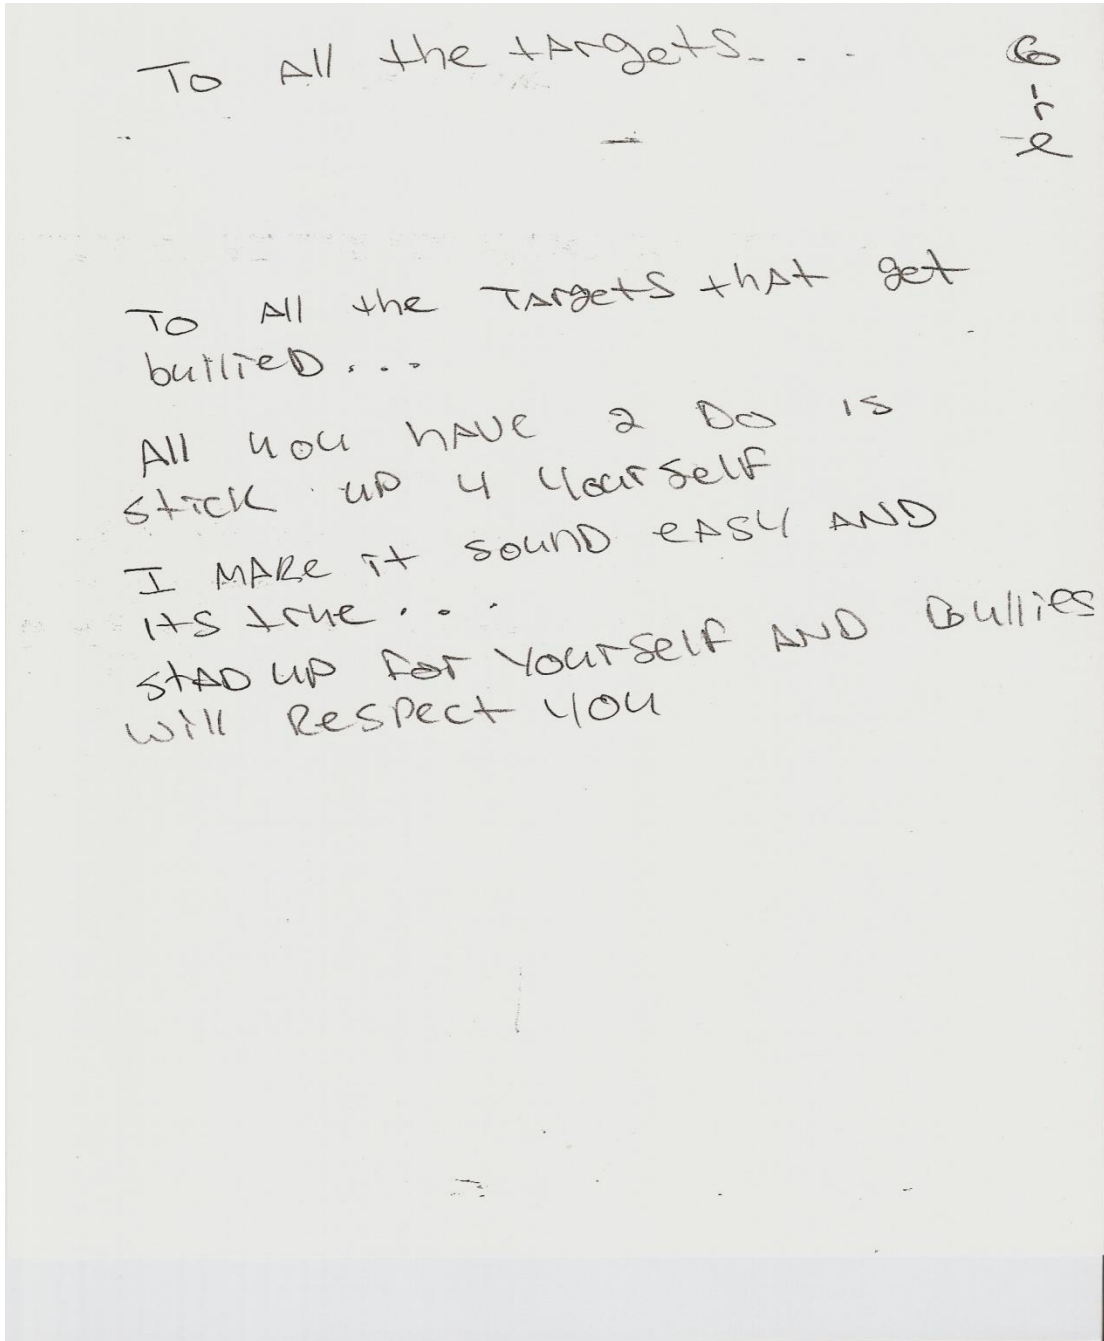 To All the tArgetS...
To All the TArgetS thAt get
bullieD...
All you hAve 2 Do is
stick up 4 YourSelf
I MAKe it sounD eASy AND
its true...
stAD up for YourSelf AND Bullies
will Respect you